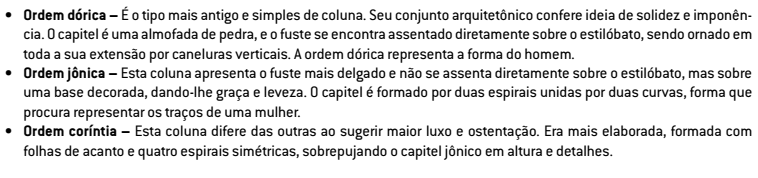 • Ordem dórica – É o tipo mais antigo e simples de coluna. Seu conjunto arquitetônico confere ideia de solidez e imponên-
cia. O capitel é uma almofada de pedra, e o fuste se encontra assentado diretamente sobre o estilóbato, sendo ornado em
toda a sua extensão por caneluras verticais. A ordem dórica representa a forma do homem.
• Ordem jônica – Esta coluna apresenta o fuste mais delgado e não se assenta diretamente sobre o estilóbato, mas sobre
uma base decorada, dando-lhe graça e leveza. O capitel é formado por duas espirais unidas por duas curvas, forma que
procura representar os traços de uma mulher.
• Ordem coríntia – Esta coluna difere das outras ao sugerir maior luxo e ostentação. Era mais elaborada, formada com
folhas de acanto e quatro espirais simétricas, sobrepujando o capitel jônico em altura e detalhes.